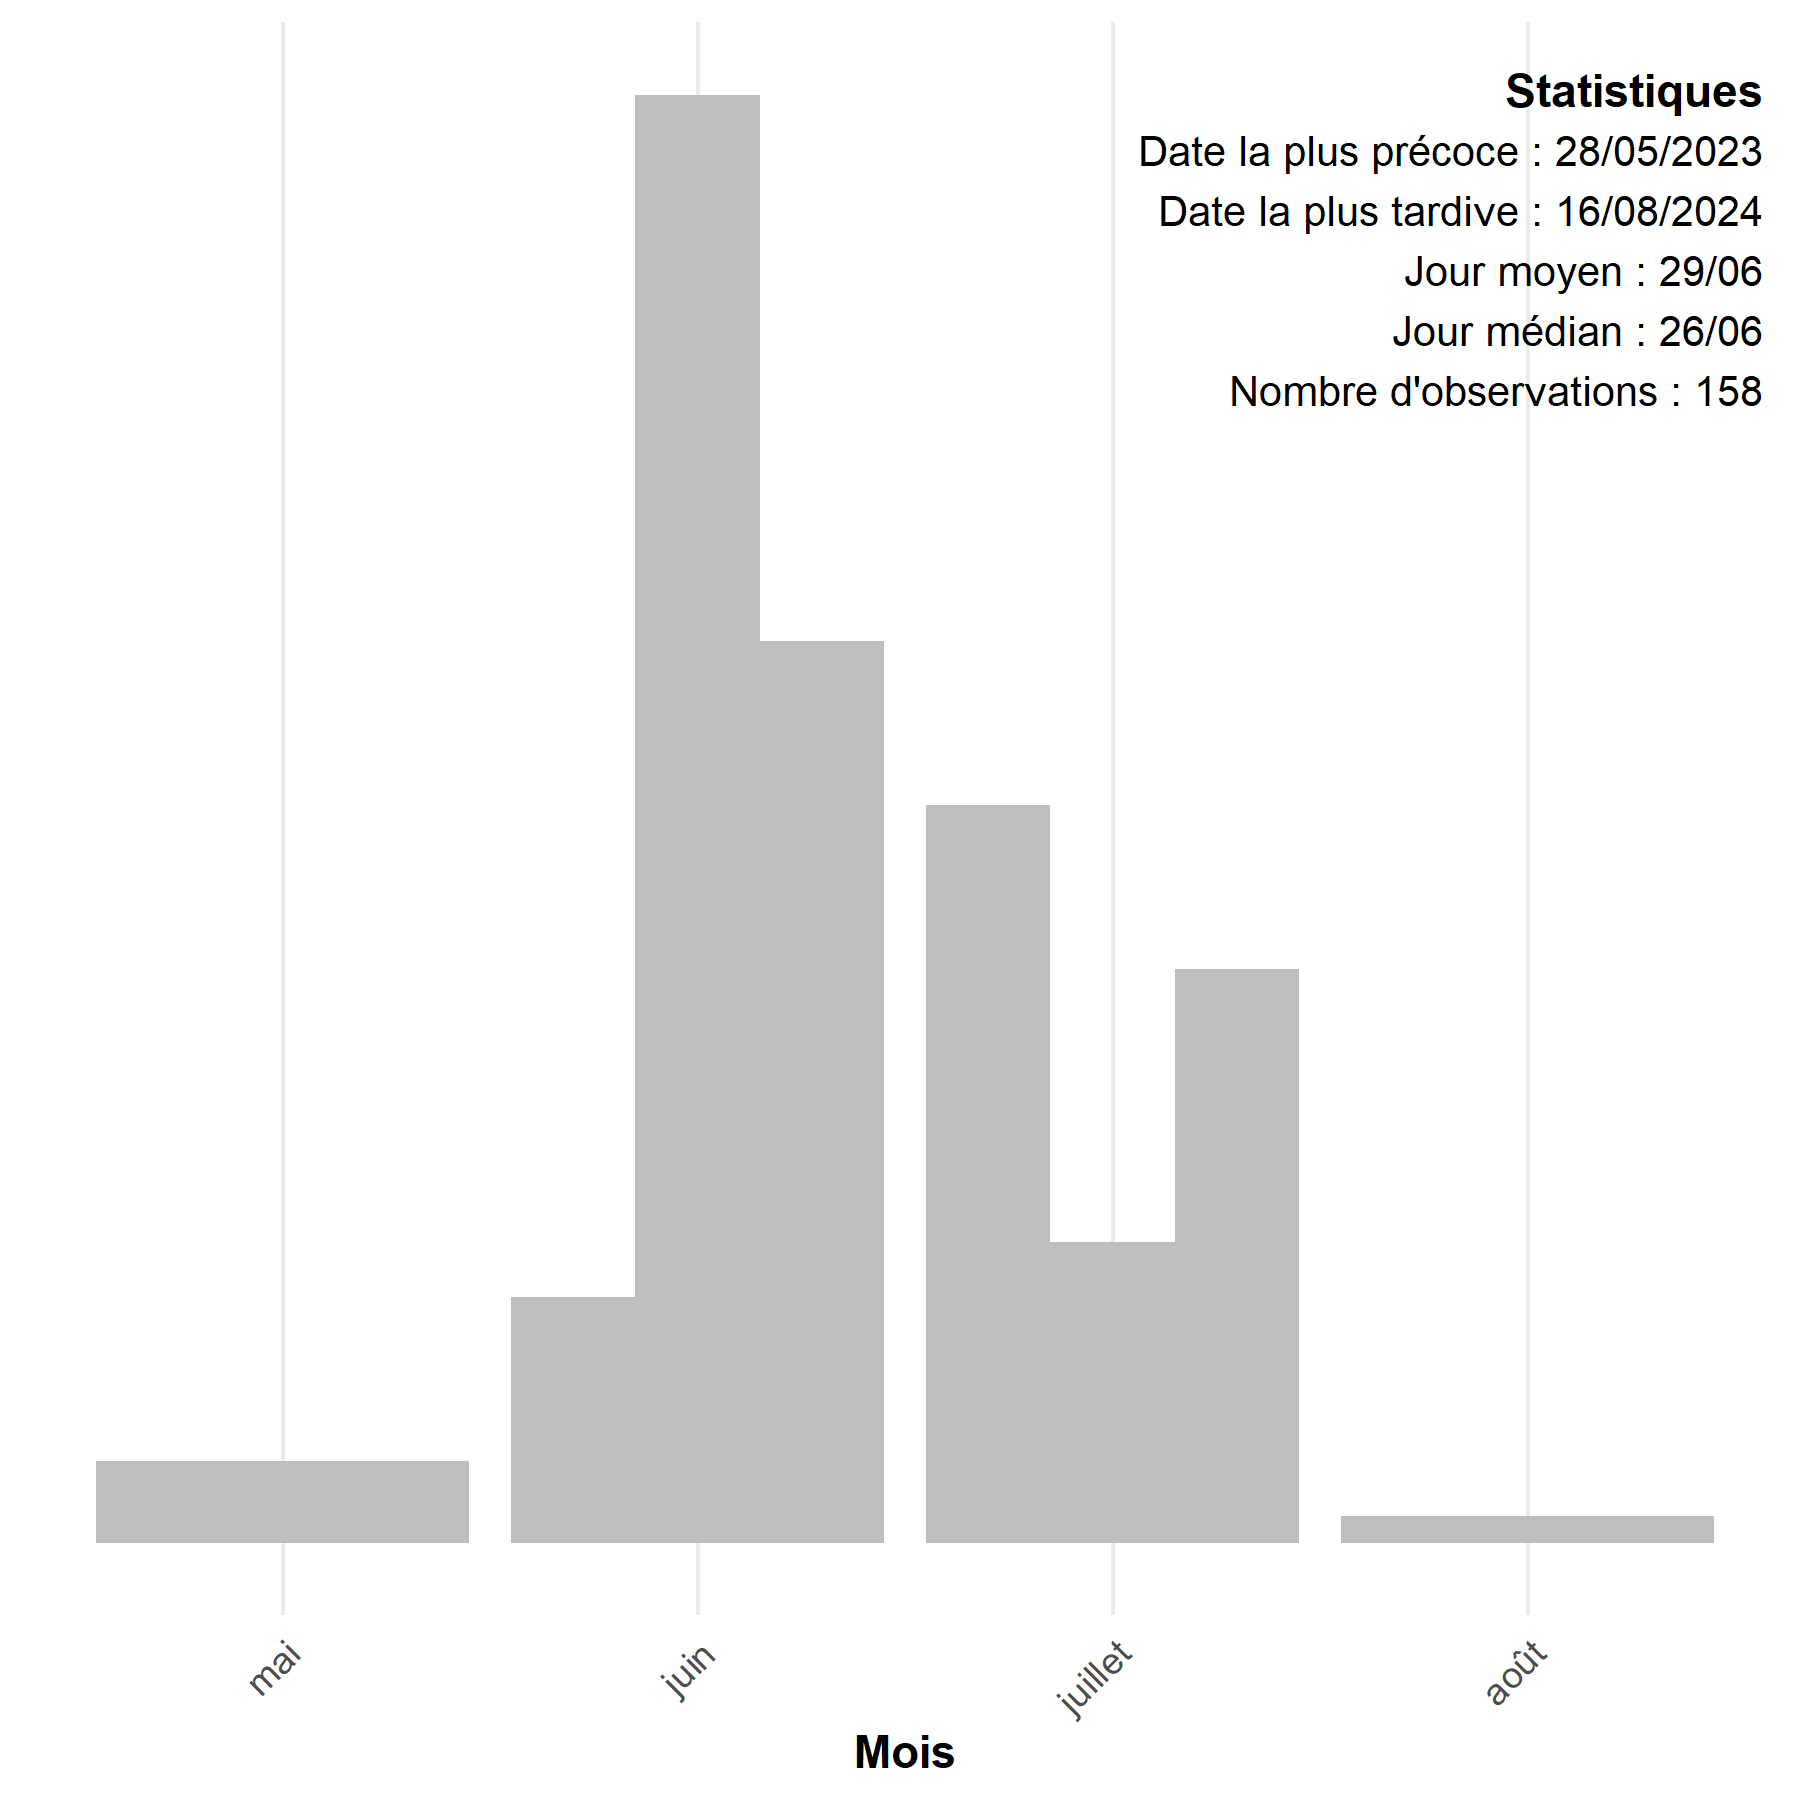 Statistiques
Date la plus précoce : 28/05/2023
Date la plus tardive : 16/08/2024
Jour moyen : 29/06
Jour médian : 26/06
Nombre d'observations : 158
mai
juin
juillet
août
Mois